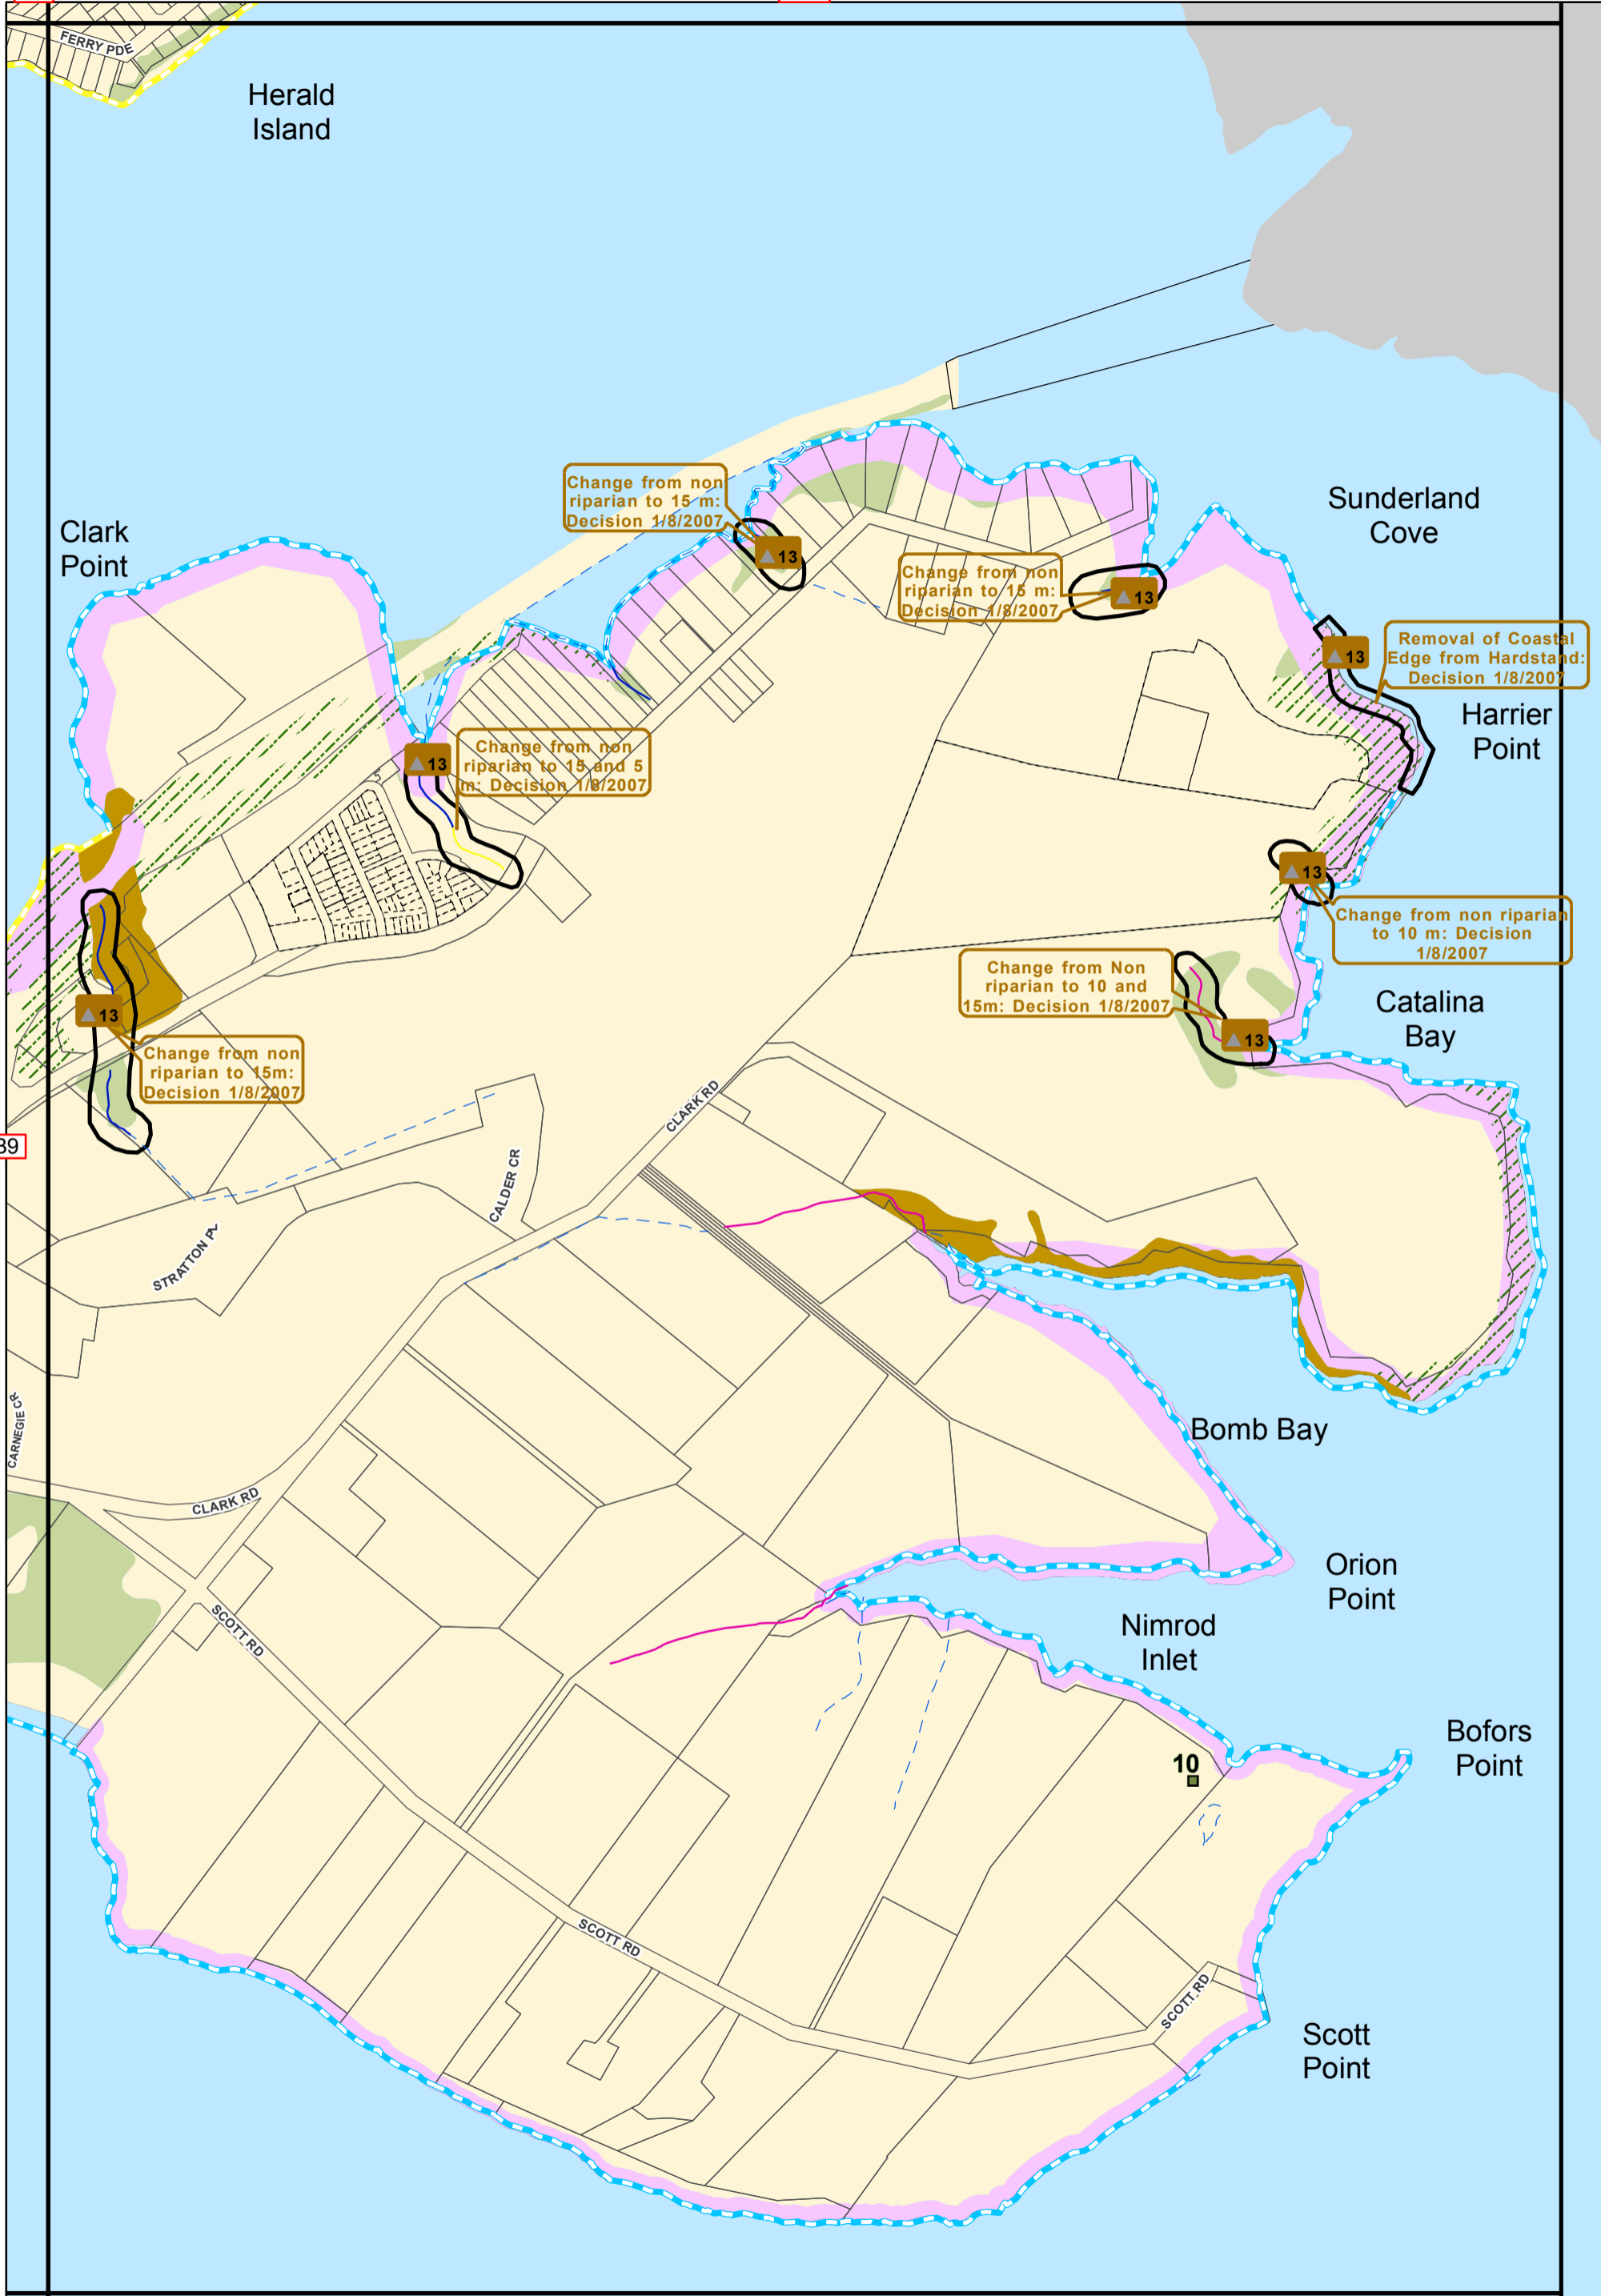 FERRY PDE
Herald
Island
Change from non
riparian to 15 m:
Decision 1/8/2007
13
Clark
Point
Sunderland
Cove
Change from non
riparian to 15 m:
Decision 1/8/2007
13
13
Removal of Coastal
Edge from Hardstand:
Decision 1/8/2007
Harrier
Point
13
Change from non
riparian to 15 and 5
m: Decision 1/8/2007
13
Change from non riparian
to 10 m: Decision
1/8/2007
Change from Non
riparian to 10 and
15m: Decision 1/8/2007
13
Catalina
Bay
13
Change from non
riparian to 15m:
Decision 1/8/2007
39
CLARK RD
CALDER CR
STRATTON PL
CARNEGIE CR
Bomb Bay
CLARK RD
Orion
Point
SCOTT RD
Nimrod
Inlet
Bofors
Point
10
SCOTT RD
SCOTT RD
Scott
Point